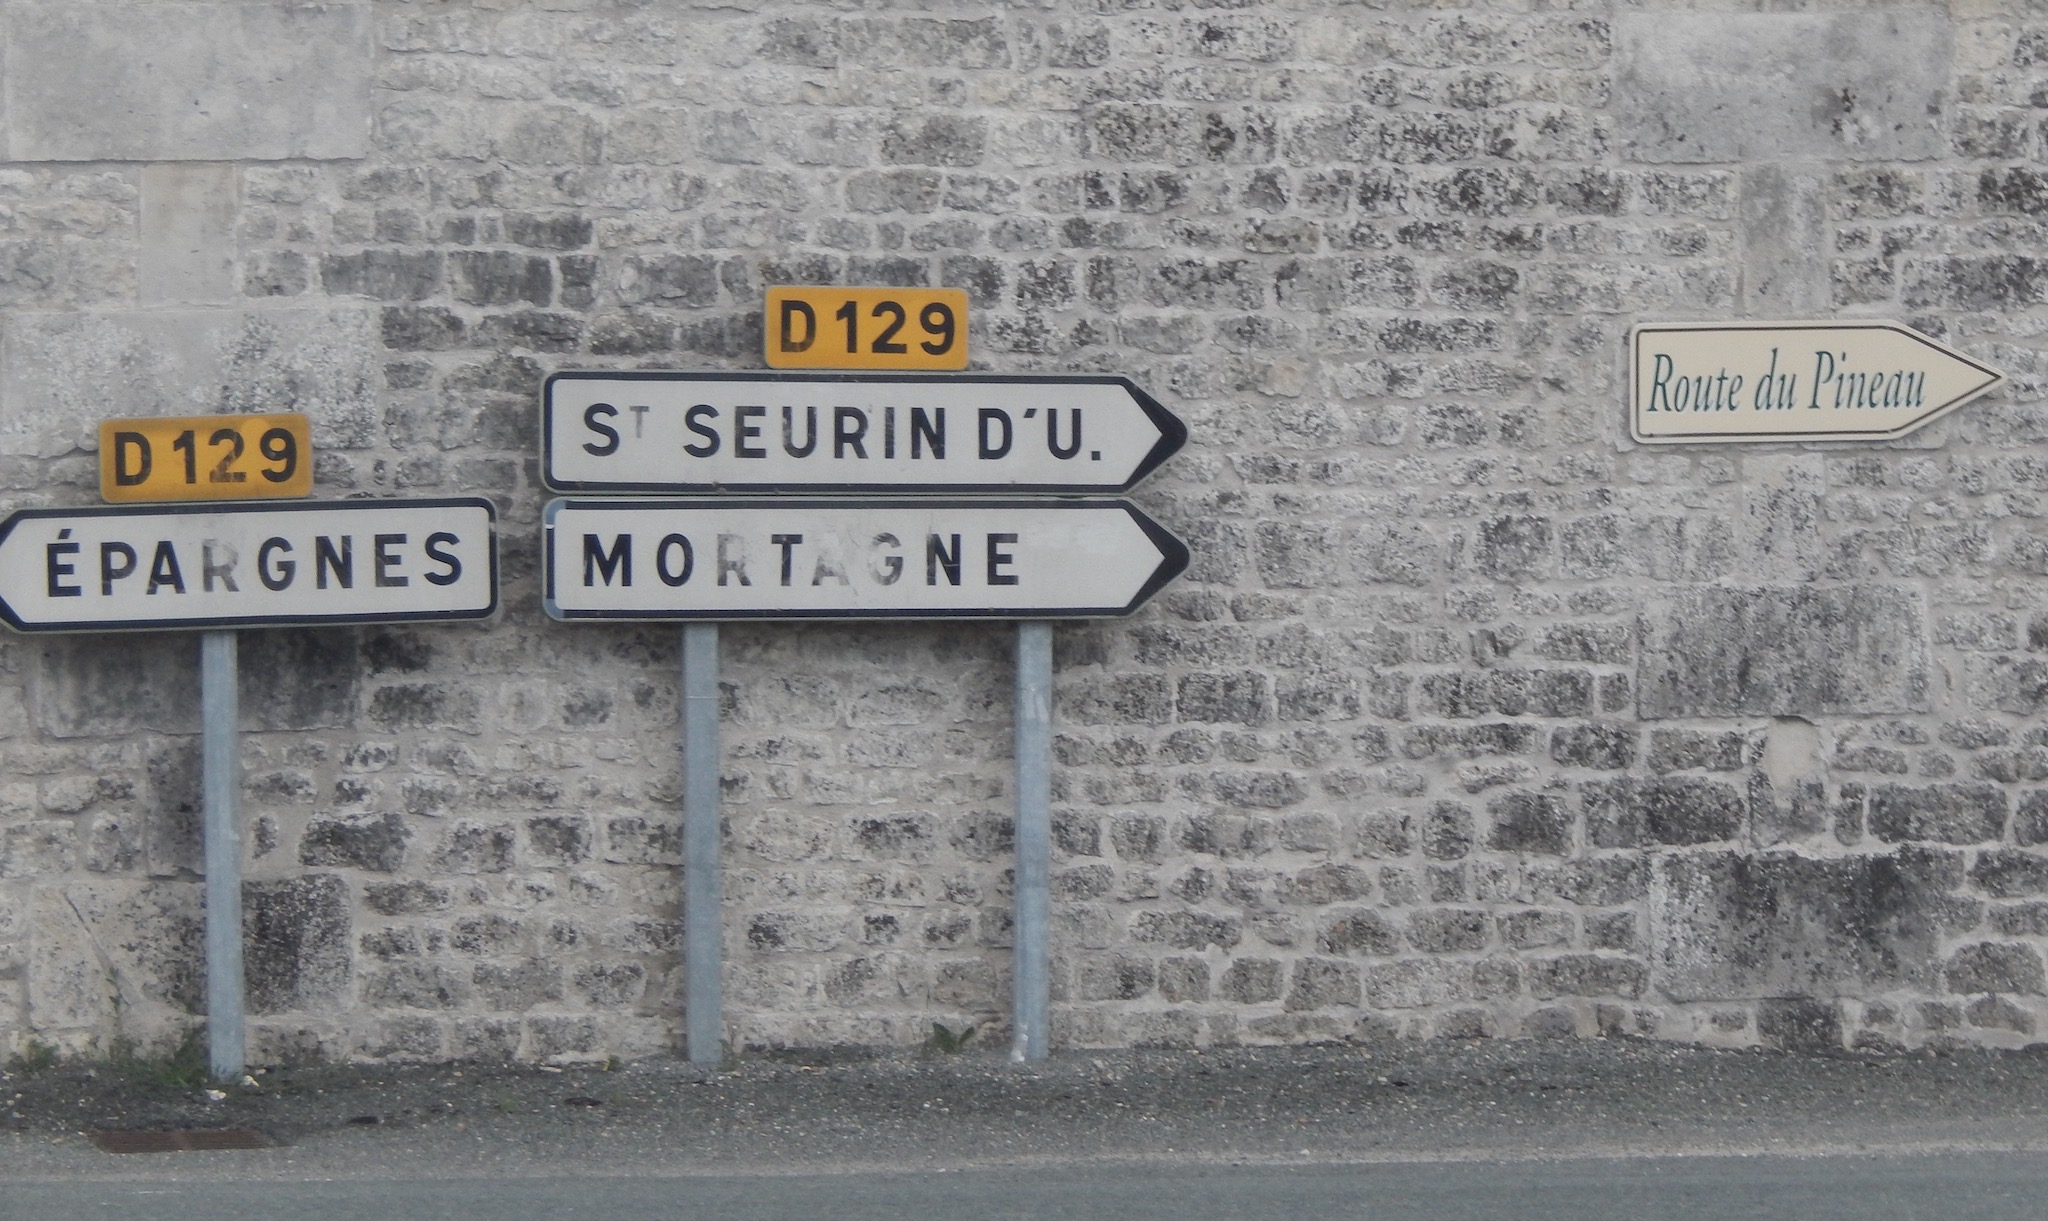 D 129
ÉPARGNES
D 129
ST SEURIN D'U.
MORTAGNE
Route du Pineau